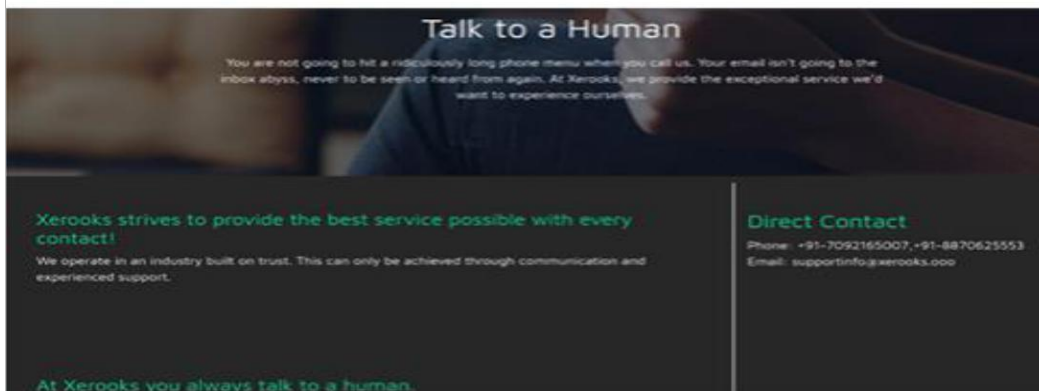 Talk to a Human
You are not going to hit a ridiculously long phone menu when you call us. Your email isn't going to the
inbox abyss, never to be seen or heard from again. At Xerooks, we provide the exceptional service we'd
want to experience ourselves.
Xerooks strives to provide the best service possible with every
contact!
We operate in an industry built on trust. This can only be achieved through communication and
experienced support.
Direct Contact
Phone: +91-7092165007,+91-8870625553
Email: supportinfo@xerooks.ooo
At Xerooks you always talk to a human.